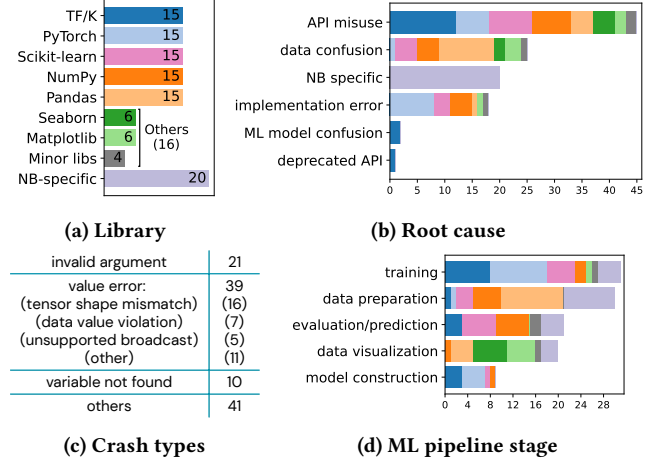 TF/K 15
PyTorch 15
Scikit-learn 15
NumPy 15
Pandas 15
Seaborn 6
Matplotlib 6
Minor libs 4
Others
(16)
NB-specific 20
(a) Library
API misuse
data confusion
NB specific
implementation error
ML model confusion
deprecated API
0 5 10 15 20 25 30 35 40 45
(b) Root cause
invalid argument 21
value error: 39
(tensor shape mismatch) (16)
(data value violation) (7)
(unsupported broadcast) (5)
(other) (11)
variable not found 10
others 41
(c) Crash types
training
data preparation
evaluation/prediction
data visualization
model construction
0 4 8 12 16 20 24 28
(d) ML pipeline stage